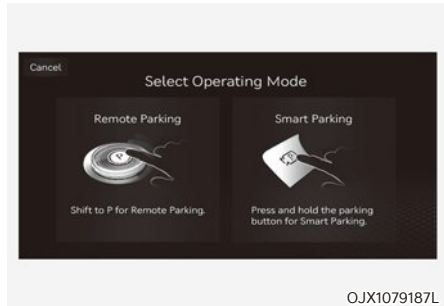 Cancel
Select Operating Mode
Remote Parking
Smart Parking
P
Shift to P for Remote Parking.
Press and hold the parking
button for Smart Parking.
OJX1079187L